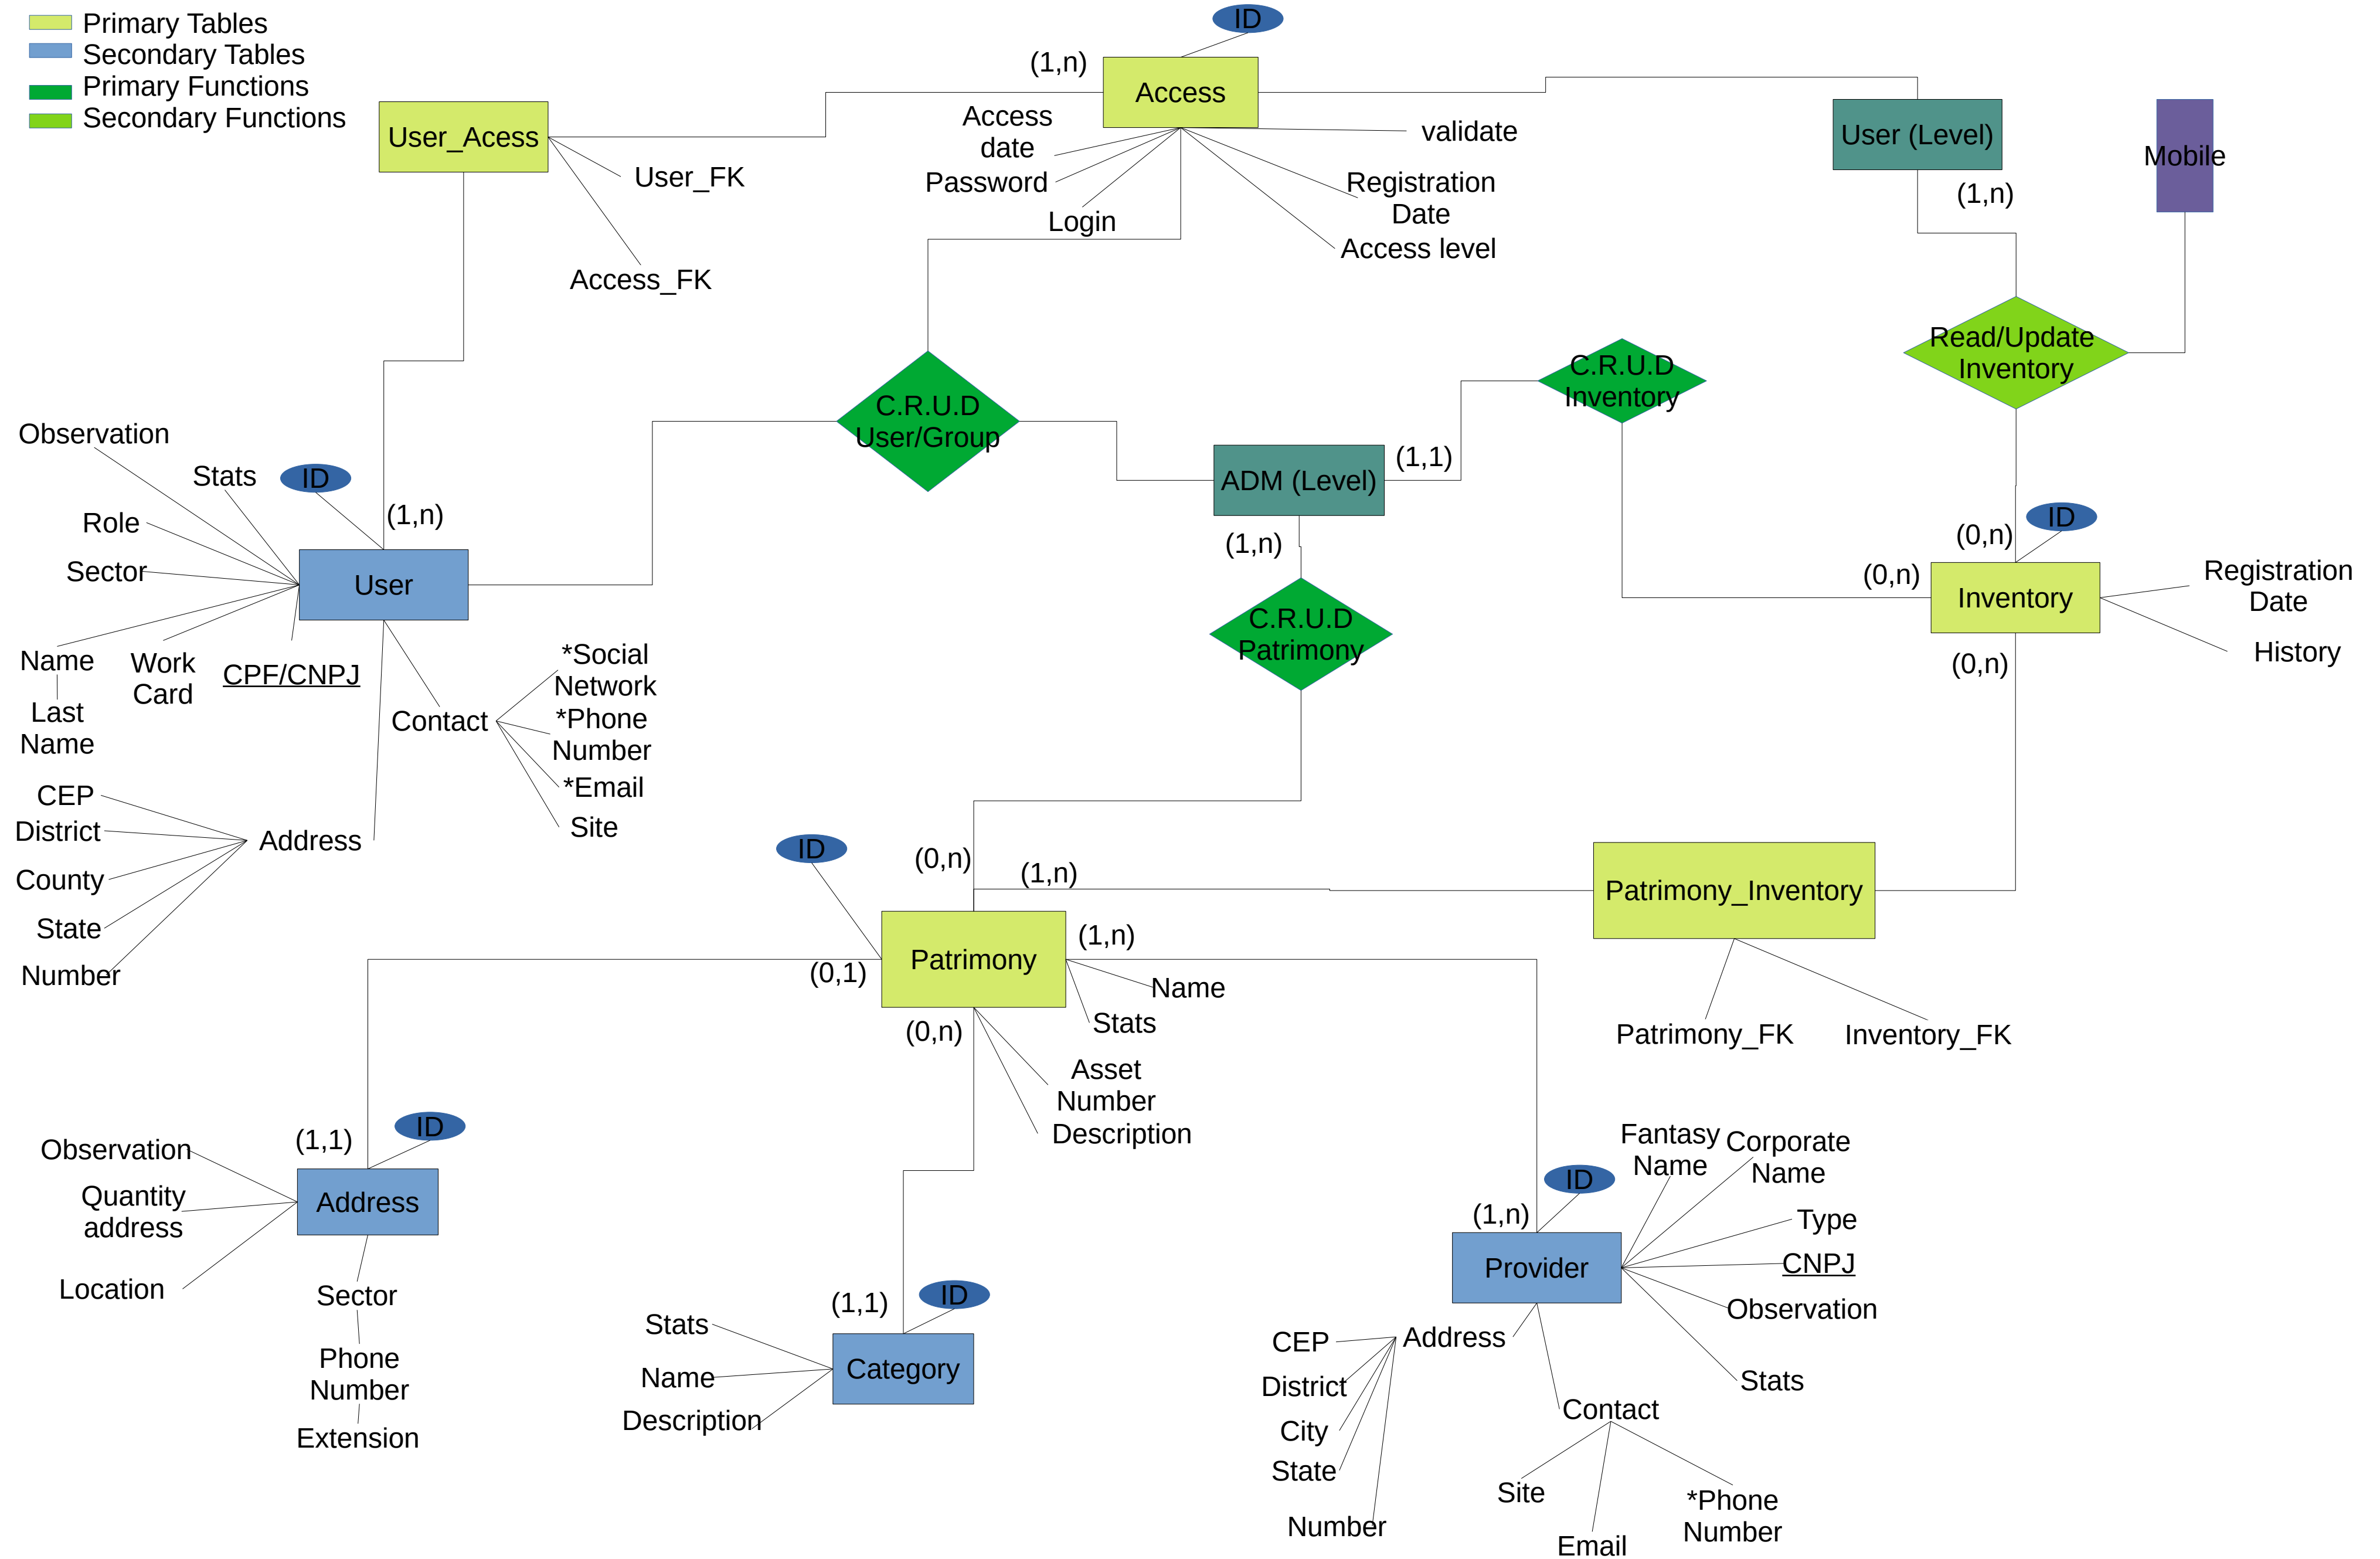 Primary Tables
Secondary Tables
Primary Functions
Secondary Functions
ID
(1,n)
Access
User_Acess
User_FK
Access_FK
Access
date
Password
Login
validate
Registration
Date
Access level
User (Level)
(1,n)
Mobile
Read/Update
Inventory
C.R.U.D
Inventory
C.R.U.D
User/Group
ADM (Level)
(1,1)
(1,n)
C.R.U.D
Patrimony
Observation
Stats
ID
Role
(1,n)
Sector
User
Name
Last
Name
Work
Card
CPF/CNPJ
Contact
*Social
Network
*Phone
Number
*Email
Site
CEP
District
County
State
Number
Address
ID
(0,n)
(0,n)
Inventory
Registration
Date
History
(0,n)
ID
(0,n)
(1,n)
Patrimony_Inventory
Patrimony_FK
Inventory_FK
(1,n)
(0,1)
Patrimony
Name
Stats
(0,n)
Asset
Number
Description
Observation
Quantity
address
Location
(1,1)
ID
Address
Sector
Phone
Number
Extension
(1,1)
ID
Category
Stats
Name
Description
(1,n)
ID
Provider
Fantasy
Name
Corporate
Name
Type
CNPJ
Observation
Stats
Address
CEP
District
City
State
Number
Contact
Site
Email
*Phone
Number